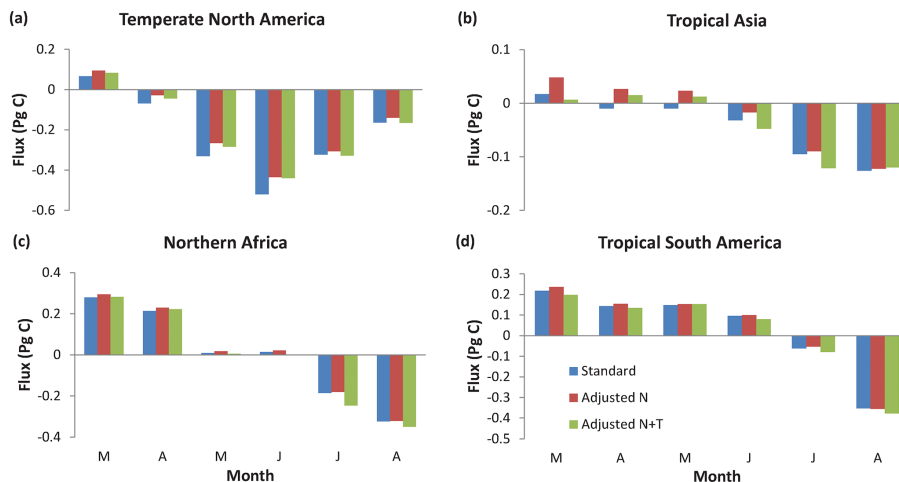 (a) Temperate North America
Flux (Pg C)
0.2
0
-0.2
-0.4
-0.6
(b) Tropical Asia
Flux (Pg C)
0.1
0
-0.1
-0.2
(c) Northern Africa
Flux (Pg C)
0.4
0.2
0
-0.2
-0.4
M A M J J A
Month
(d) Tropical South America
Flux (Pg C)
0.3
0.2
0.1
0
-0.1
-0.2
-0.3
-0.4
-0.5
Standard
Adjusted N
Adjusted N+T
M A M J J A
Month